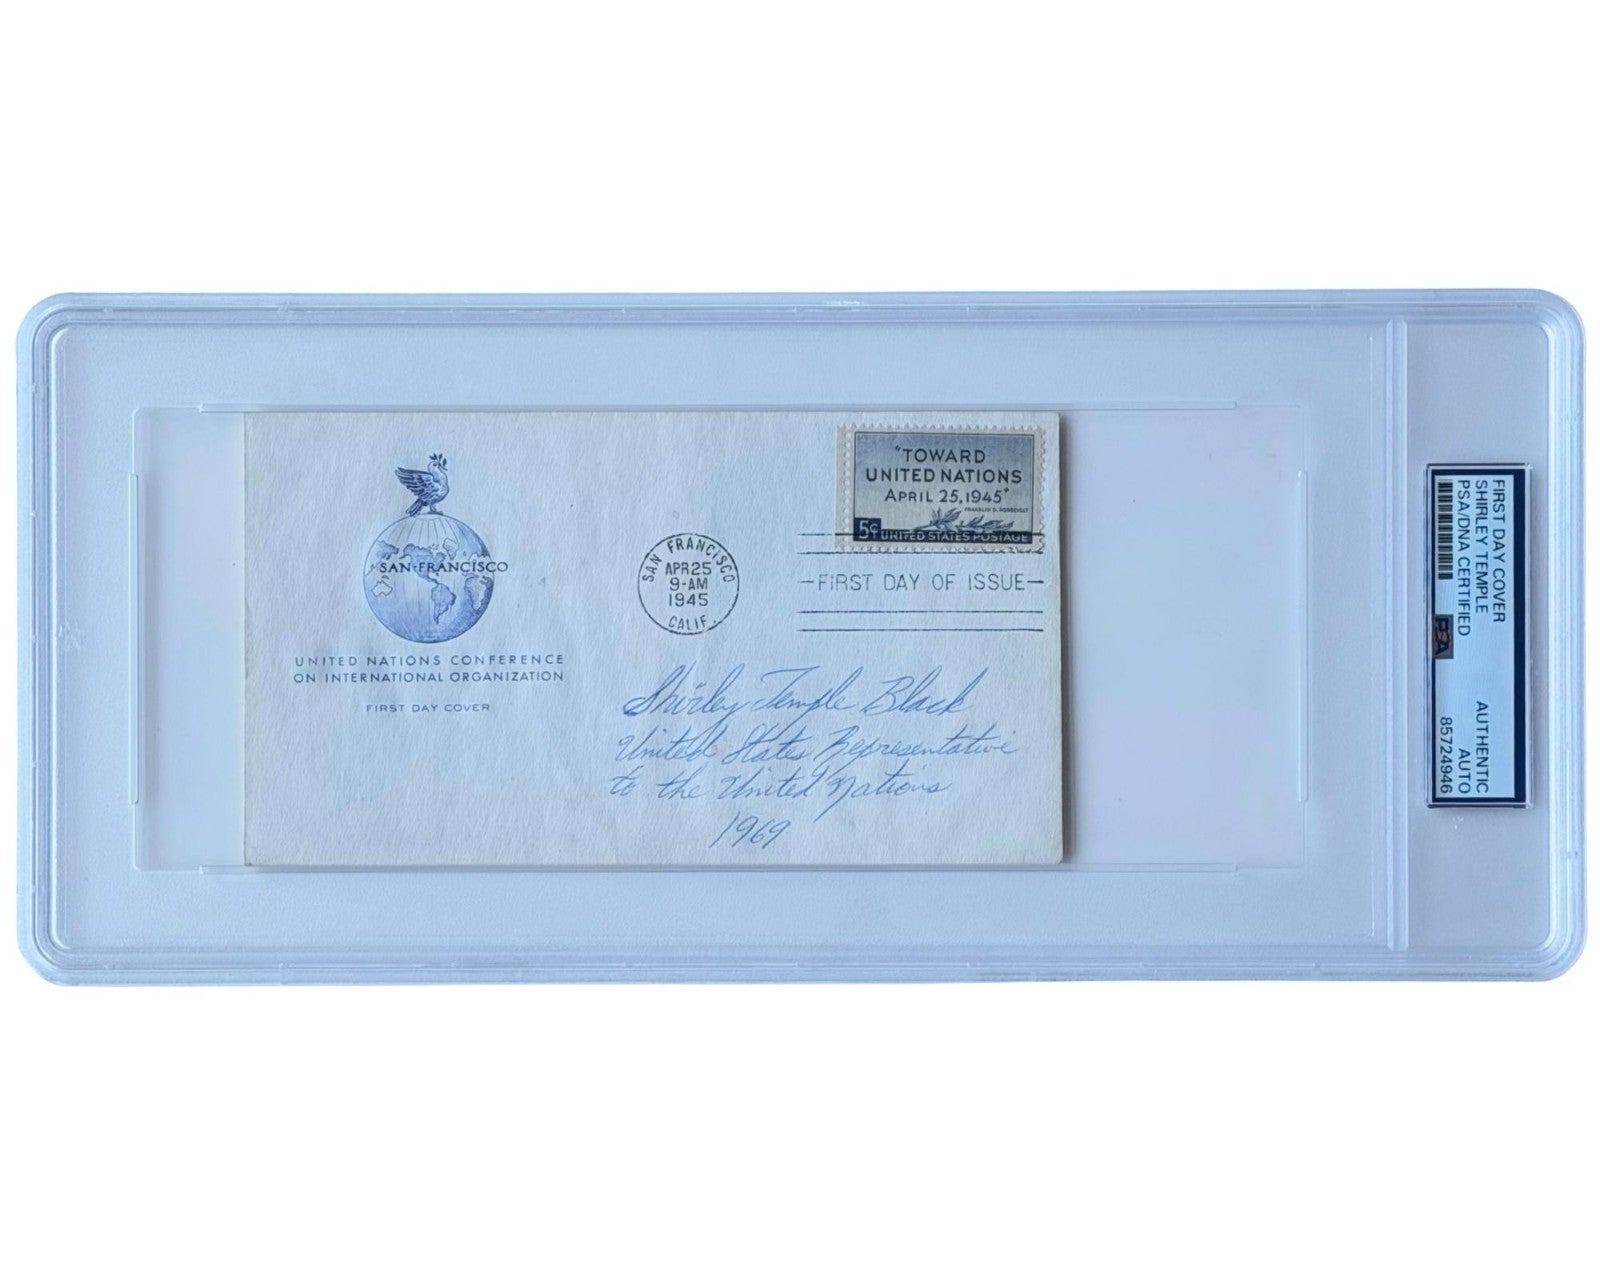 SAN FRANCISCO
UNITED NATIONS CONFERENCE
ON INTERNATIONAL ORGANIZATION
FIRST DAY COVER
SAN FRANCISCO
APR 25
9-AM
1945
CALIF.
"TOWARD
UNITED NATIONS
APRIL 25, 1945"
FRANKLIN D. ROOSEVELT
5¢ UNITED STATES POSTAGE
FIRST DAY OF ISSUE
Shirley Temple Black
United States Representative
to the United Nations
1969
FIRST DAY COVER
SHIRLEY TEMPLE AUTHENTIC
PSA/DNA CERTIFIED AUTO
85724946
PSA